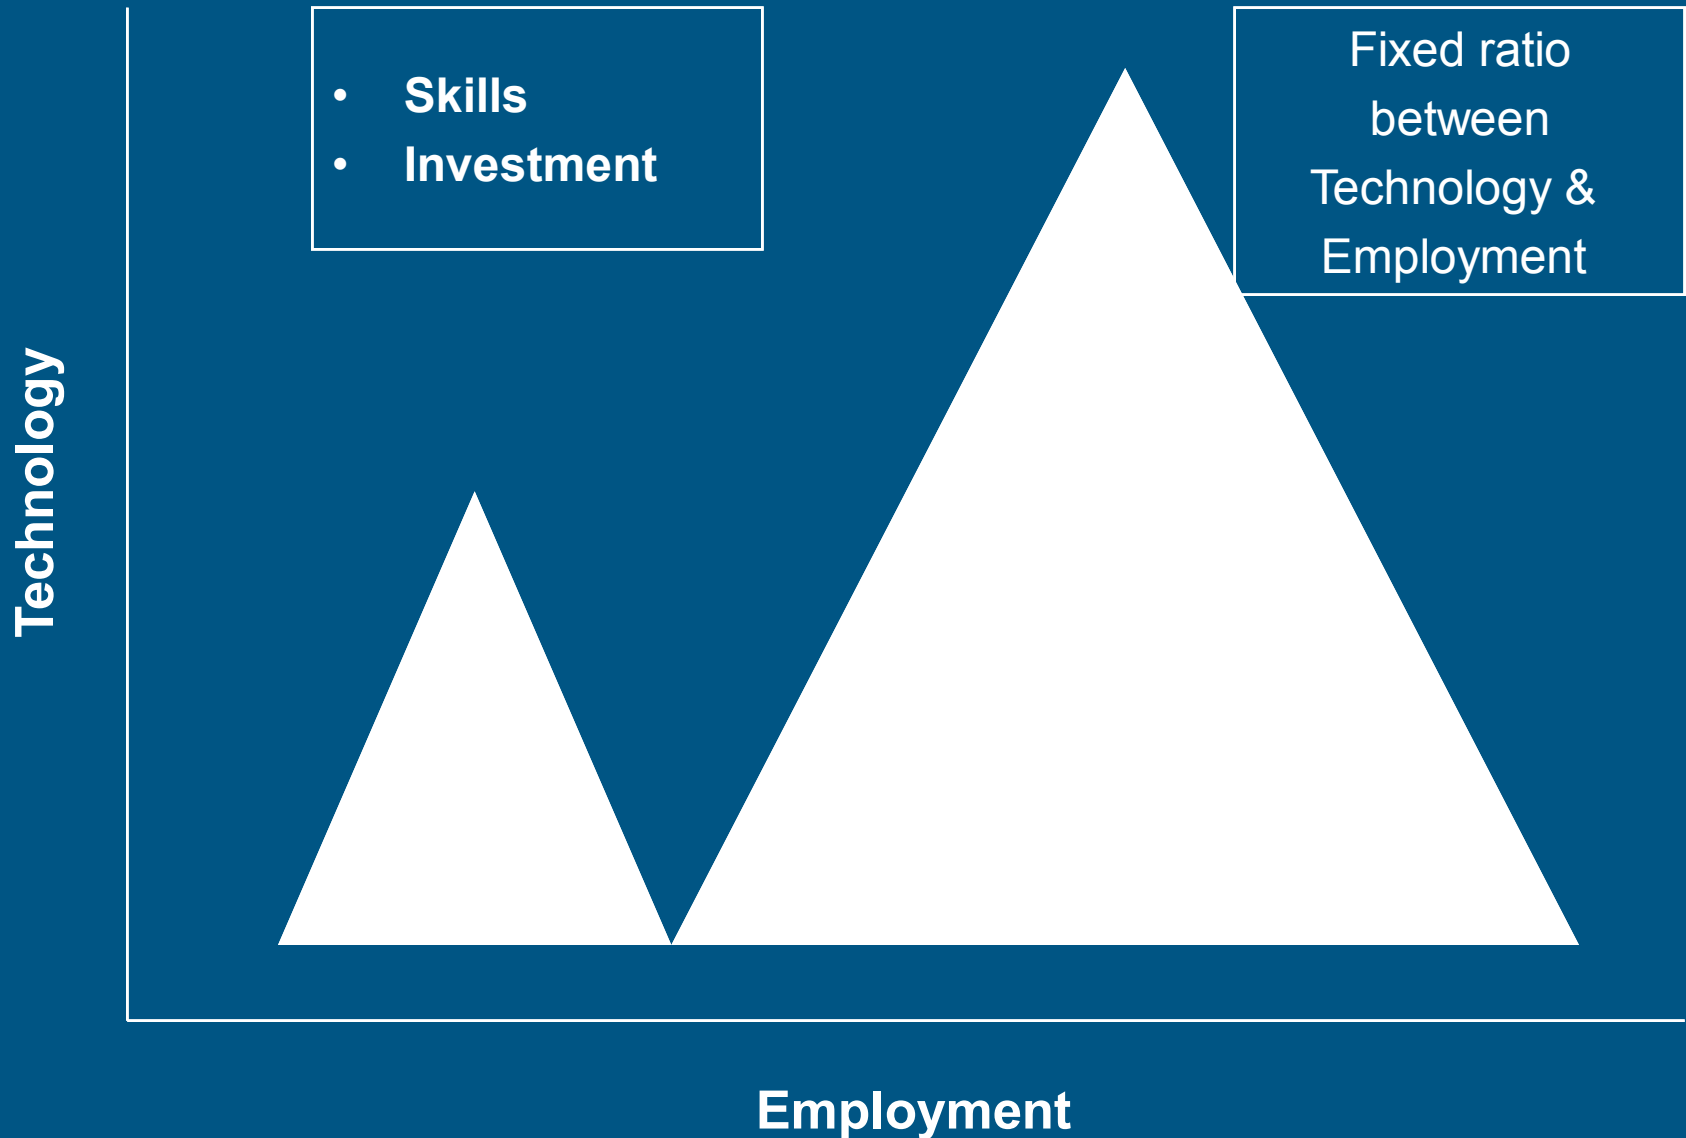 • Skills
• Investment
Fixed ratio
between
Technology &
Employment
Technology
Employment